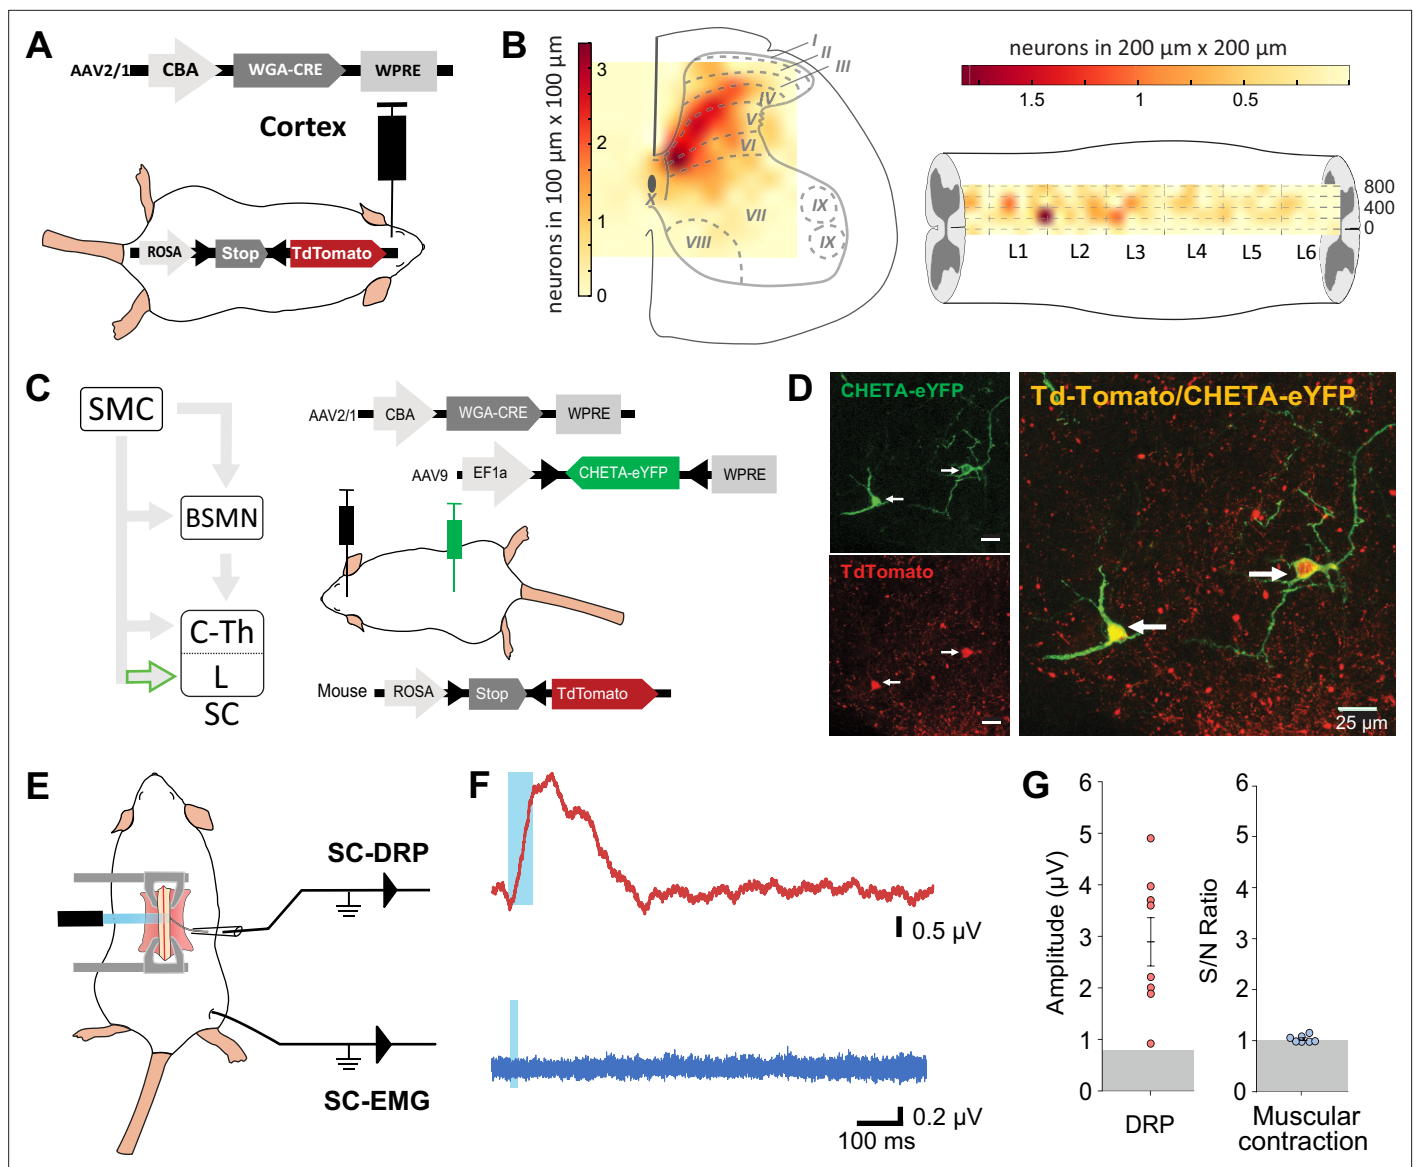 A
AAV2/1
CBA
WGA-CRE
WPRE
Cortex
ROSA
Stop
TdTomato
B
neurons in 100 µm x 100 µm
3
2
1
0
I
II
III
IV
V
VI
VII
VIII
IX
IX
X
neurons in 200 µm x 200 µm
1.5
1
0.5
800
400
0
L1
L2
L3
L4
L5
L6
C
SMC
BSMN
C-Th
L
SC
AAV2/1
CBA
WGA-CRE
WPRE
AAV9
EF1a
CHETA-eYFP
WPRE
Mouse
ROSA
Stop
TdTomato
D
CHETA-eYFP
TdTomato
Td-Tomato/CHETA-eYFP
25 µm
E
SC-DRP
SC-EMG
F
0.5 µV
0.2 µV
100 ms
G
Amplitude (µV)
6
5
4
3
2
1
0
DRP
S/N Ratio
6
5
4
3
2
1
0
Muscular
contraction